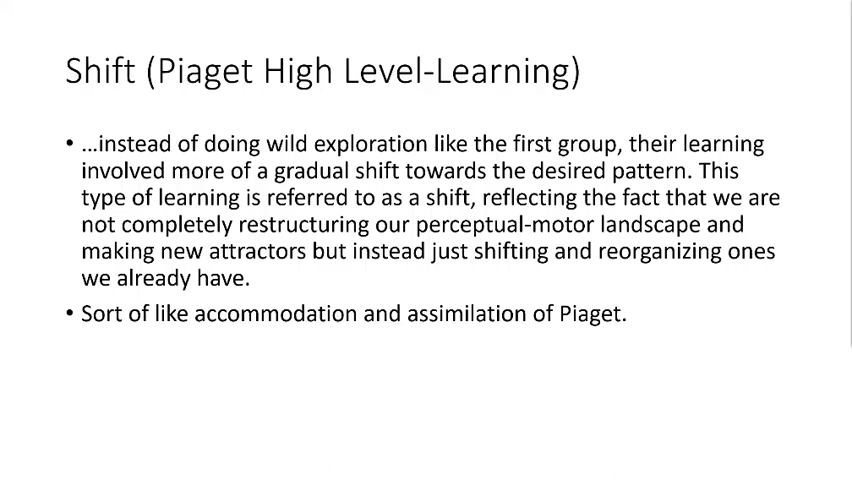 Shift (Piaget High Level-Learning)
• …instead of doing wild exploration like the first group, their learning
involved more of a gradual shift towards the desired pattern. This
type of learning is referred to as a shift, reflecting the fact that we are
not completely restructuring our perceptual-motor landscape and
making new attractors but instead just shifting and reorganizing ones
we already have.
• Sort of like accommodation and assimilation of Piaget.